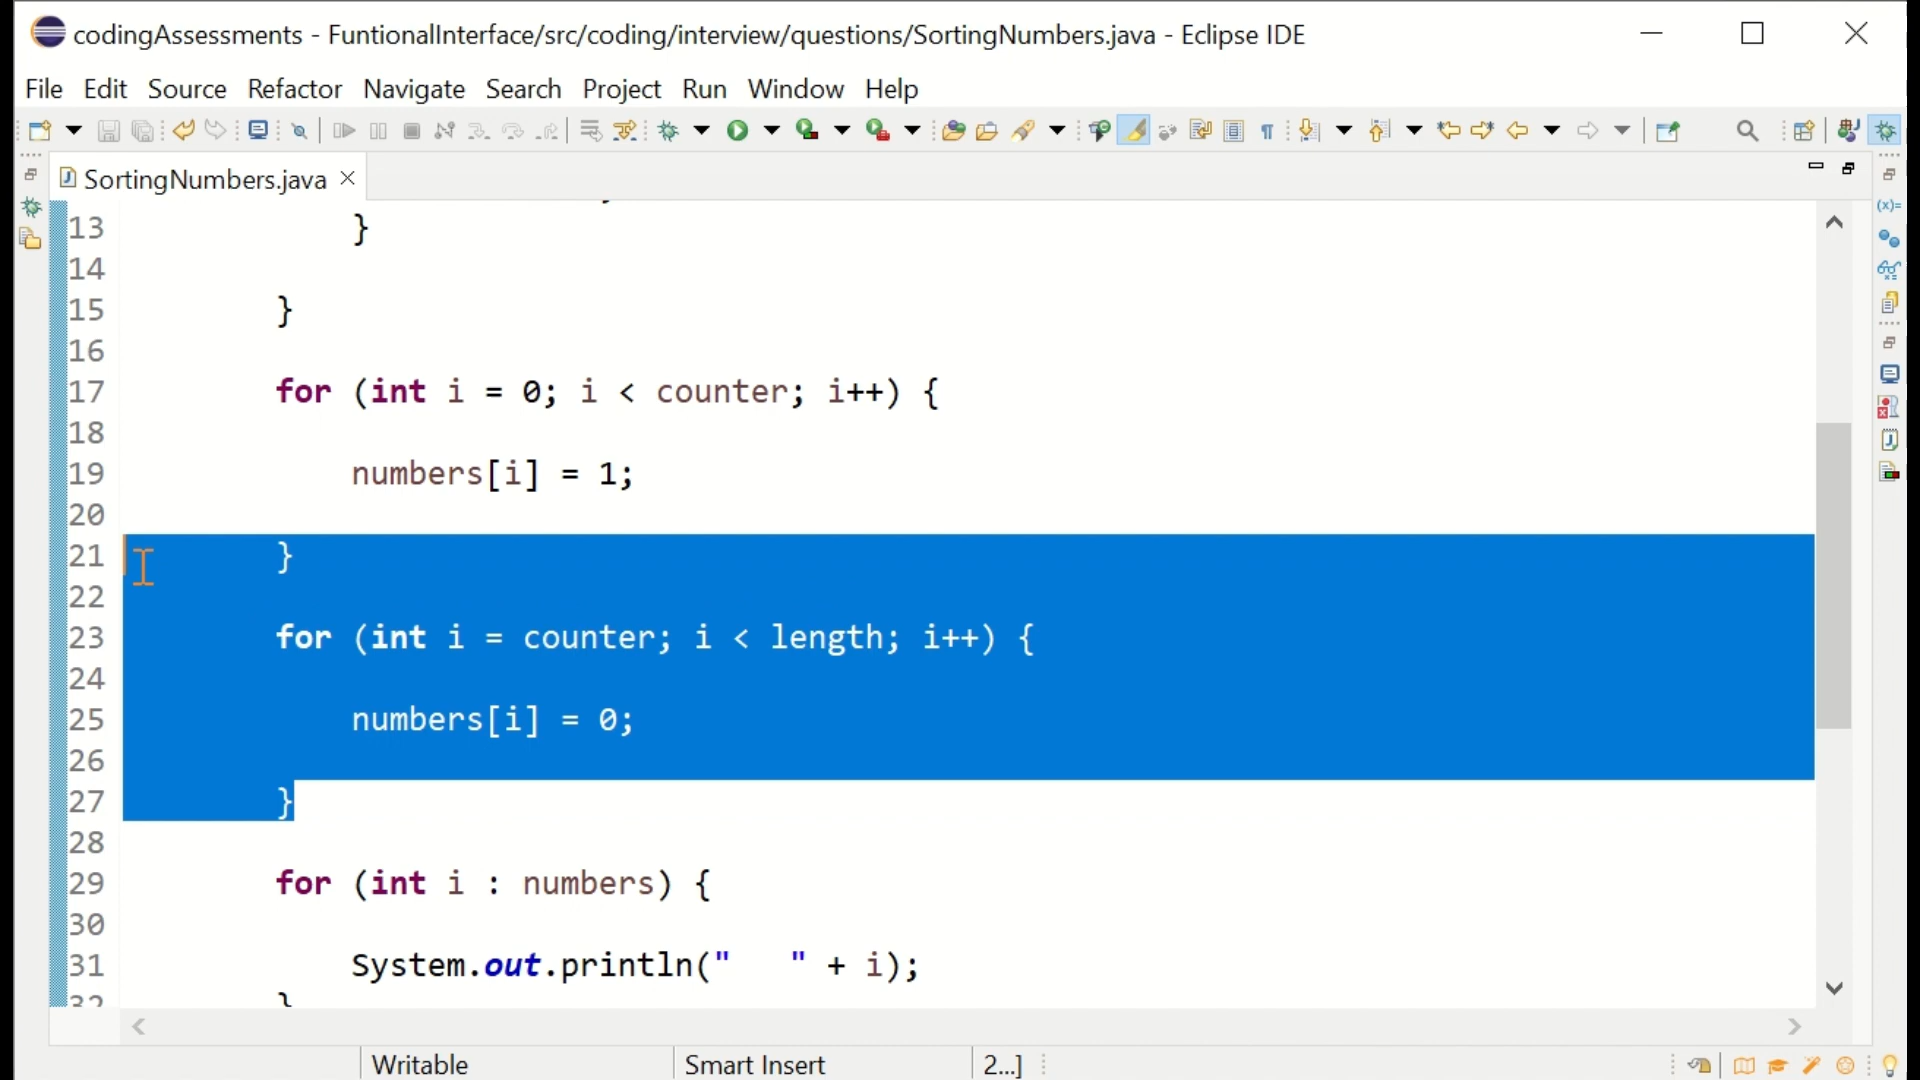 codingAssessments - FuntionalInterface/src/coding/interview/questions/SortingNumbers.java - Eclipse IDE
File Edit Source Refactor Navigate Search Project Run Window Help
SortingNumbers.java
13 }
14
15 }
16
17 for (int i = 0; i < counter; i++) {
18
19 numbers[i] = 1;
20
21 }
22
23 for (int i = counter; i < length; i++) {
24
25 numbers[i] = 0;
26
27 }
28
29 for (int i : numbers) {
30
31 System.out.println("   " + i);
32 }
Writable Smart Insert 2...]